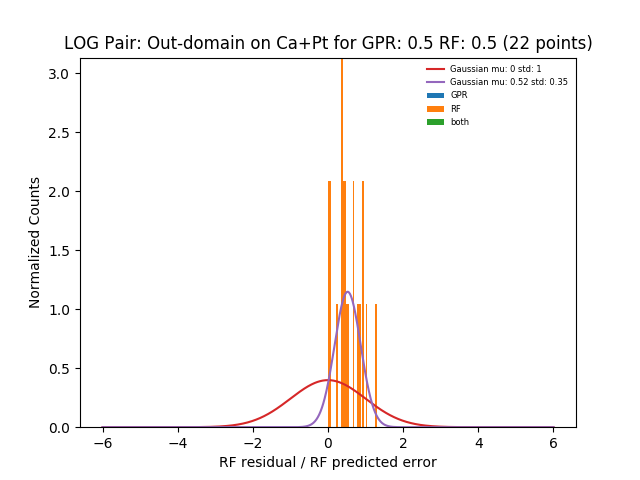 LOG Pair: Out-domain on Ca+Pt for GPR: 0.5 RF: 0.5 (22 points)
Gaussian mu: 0 std: 1
Gaussian mu: 0.52 std: 0.35
GPR
RF
both
Normalized Counts
3.0
2.5
2.0
1.5
1.0
0.5
0.0
−6 −4 −2 0 2 4 6
RF residual / RF predicted error